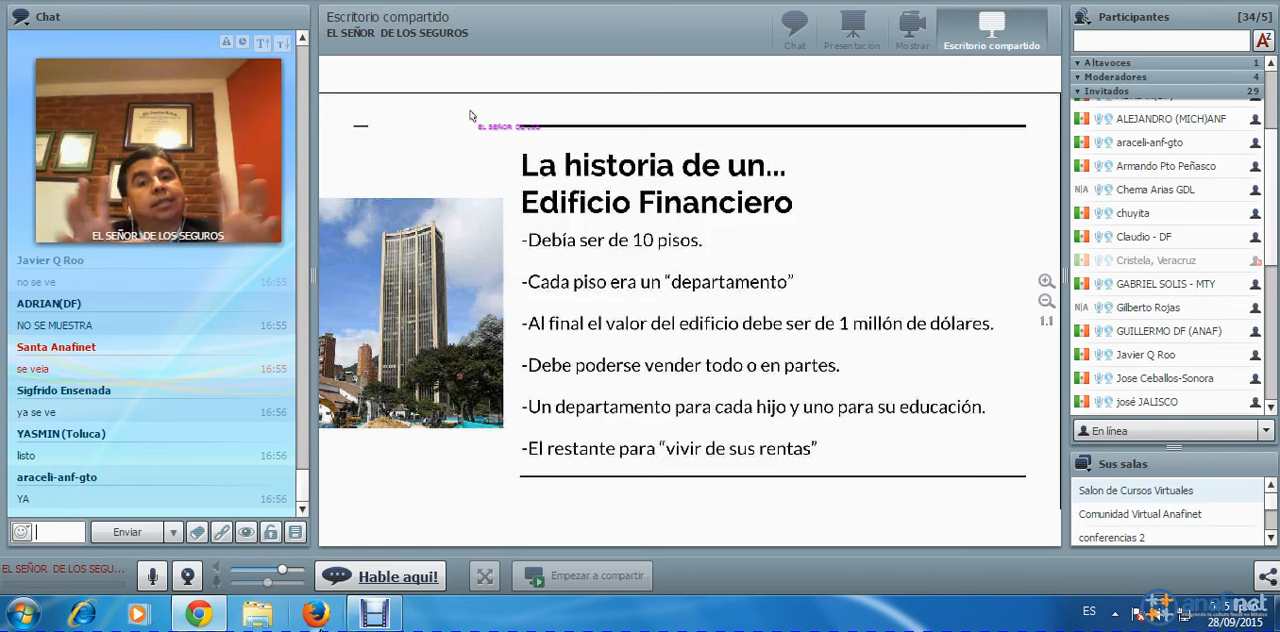 Chat
EL SEÑOR DE LOS SEGUROS
Javier Q Roo
no se ve 16:55
ADRIAN(DF)
NO SE MUESTRA 16:55
Santa Anafinet
se veia 16:55
Sigfrido Ensenada
ya se ve 16:56
YASMIN(Toluca)
listo 16:56
araceli-anf-gto
YA 16:56
Enviar
Escritorio compartido
EL SEÑOR DE LOS SEGUROS
Chat
Presentación
Mostrar
Escritorio compartido
EL SEÑOR DE LOS
La historia de un...
Edificio Financiero
-Debía ser de 10 pisos.
-Cada piso era un “departamento”
-Al final el valor del edificio debe ser de 1 millón de dólares.
-Debe poderse vender todo o en partes.
-Un departamento para cada hijo y uno para su educación.
-El restante para “vivir de sus rentas”
1.1
Participantes [34/5]
Altavoces 1
Moderadores 4
Invitados 29
ALEJANDRO (MICH)ANF
araceli-anf-gto
Armando Pto Peñasco
N/A Chema Arias GDL
chuyita
Claudio - DF
Cristela, Veracruz
GABRIEL SOLIS - MTY
N/A Gilberto Rojas
GUILLERMO DF (ANAF)
Javier Q Roo
Jose Ceballos-Sonora
josé JALISCO
En línea
Sus salas
Salon de Cursos Virtuales
Comunidad Virtual Anafinet
conferencias 2
EL SEÑOR DE LOS SEGU...
Hable aqui!
Empezar a compartir
ES
anafinet
28/09/2015